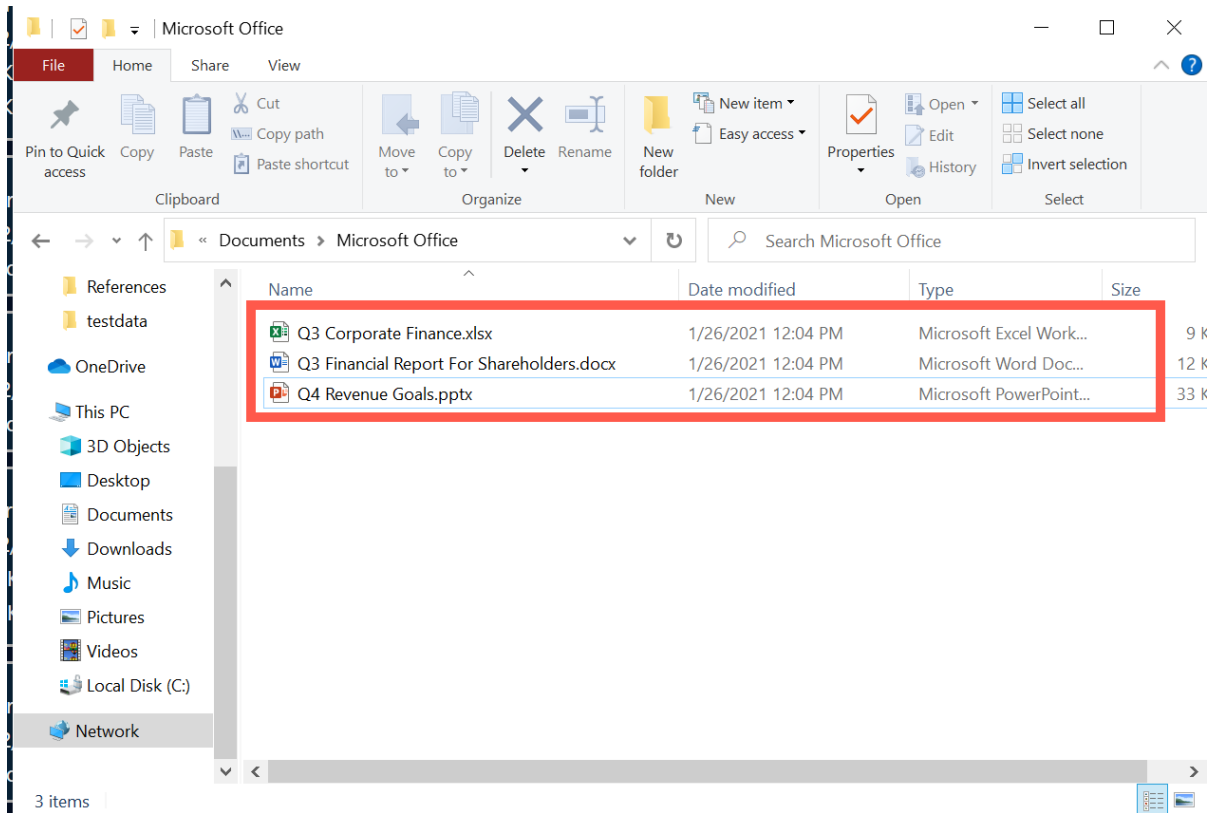 Microsoft Office
File Home Share View
Pin to Quick access
Copy
Paste
Cut
Copy path
Paste shortcut
Clipboard
Move to
Copy to
Delete
Rename
Organize
New folder
New item
Easy access
New
Properties
Open
Edit
History
Open
Select all
Select none
Invert selection
Select
« Documents > Microsoft Office
Search Microsoft Office
References
testdata
OneDrive
This PC
3D Objects
Desktop
Documents
Downloads
Music
Pictures
Videos
Local Disk (C:)
Network
Name Date modified Type Size
Q3 Corporate Finance.xlsx 1/26/2021 12:04 PM Microsoft Excel Work... 9 K
Q3 Financial Report For Shareholders.docx 1/26/2021 12:04 PM Microsoft Word Doc... 12 K
Q4 Revenue Goals.pptx 1/26/2021 12:04 PM Microsoft PowerPoint... 33 K
3 items